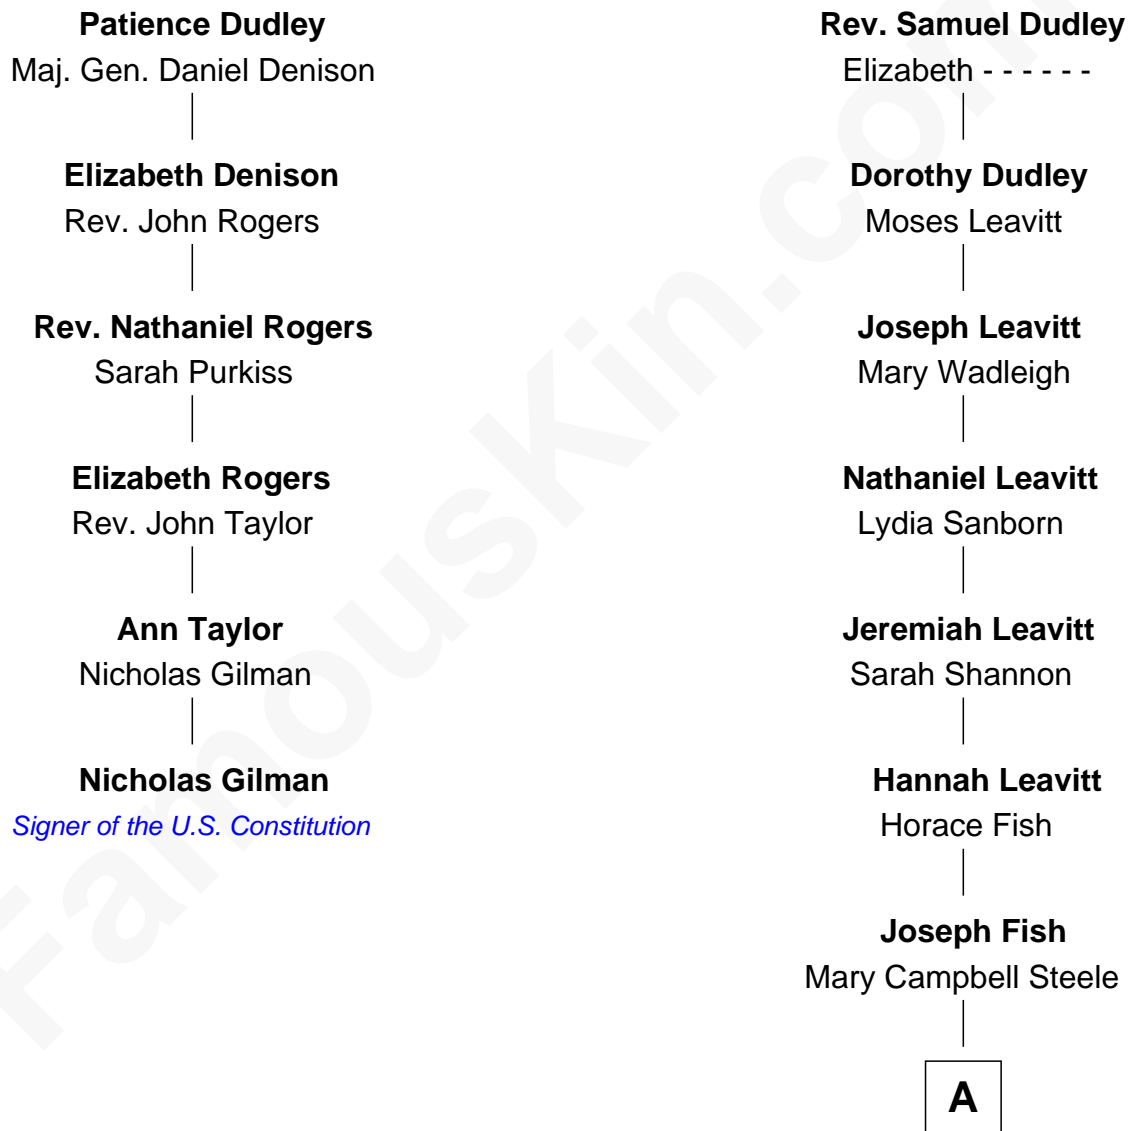 Patience Dudley
Maj. Gen. Daniel Denison
Elizabeth Denison
Rev. John Rogers
Rev. Nathaniel Rogers
Sarah Purkiss
Elizabeth Rogers
Rev. John Taylor
Ann Taylor
Nicholas Gilman
Nicholas Gilman
Signer of the U.S. Constitution
Rev. Samuel Dudley
Elizabeth - - - - - -
Dorothy Dudley
Moses Leavitt
Joseph Leavitt
Mary Wadleigh
Nathaniel Leavitt
Lydia Sanborn
Jeremiah Leavitt
Sarah Shannon
Hannah Leavitt
Horace Fish
Joseph Fish
Mary Campbell Steele
A
FamousKin.com